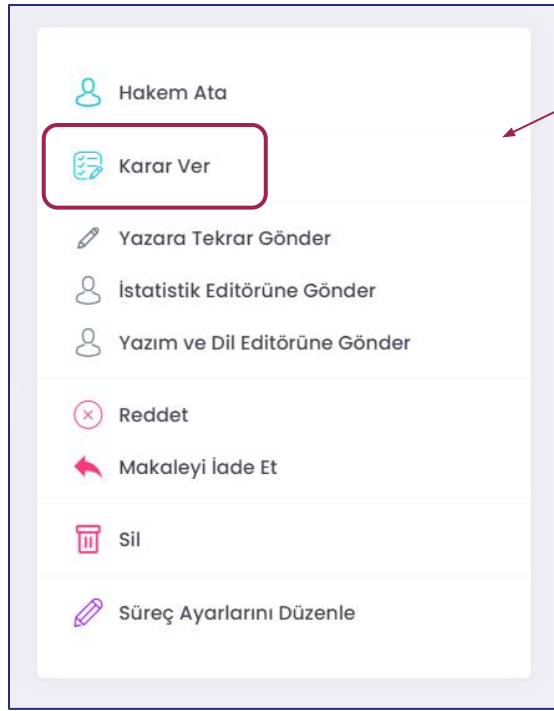 Hakem Ata
Karar Ver
Yazara Tekrar Gönder
İstatistik Editörüne Gönder
Yazım ve Dil Editörüne Gönder
Reddet
Makaleyi İade Et
Sil
Süreç Ayarlarını Düzenle